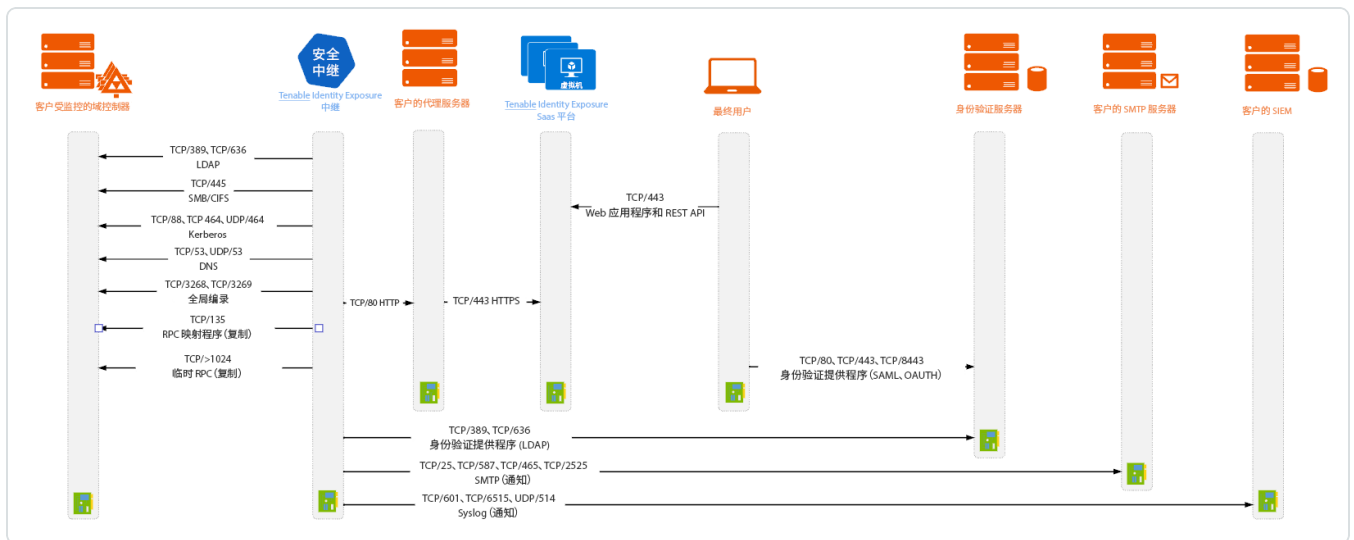 安全
中继
虚拟机
客户受监控的域控制器
Tenable Identity Exposure
中继
客户的代理服务器
Tenable Identity Exposure
Saas 平台
最终用户
身份验证服务器
客户的 SMTP 服务器
客户的 SIEM
TCP/389、TCP/636
LDAP
TCP/445
SMB/CIFS
TCP/443
Web 应用程序和 REST API
TCP/88、TCP 464、UDP/464
Kerberos
TCP/53、UDP/53
DNS
TCP/3268、TCP/3269
全局编录
TCP/80 HTTP
TCP/443 HTTPS
TCP/135
RPC 映射程序（复制）
TCP/>1024
临时 RPC（复制）
TCP/80、TCP/443、TCP/8443
身份验证提供程序（SAML、OAUTH）
TCP/389、TCP/636
身份验证提供程序 (LDAP)
TCP/25、TCP/587、TCP/465、TCP/2525
SMTP（通知）
TCP/601、TCP/6515、UDP/514
Syslog（通知）